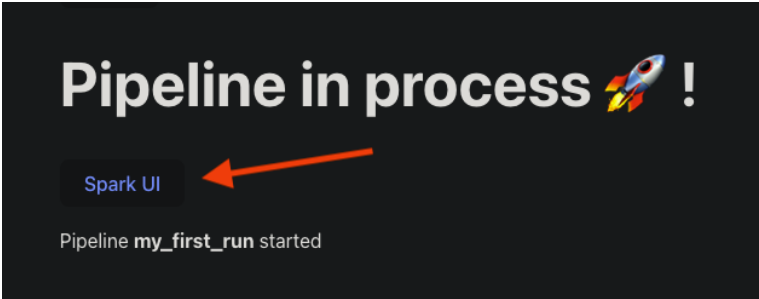 Pipeline in process 🚀 !
Spark UI
Pipeline my_first_run started